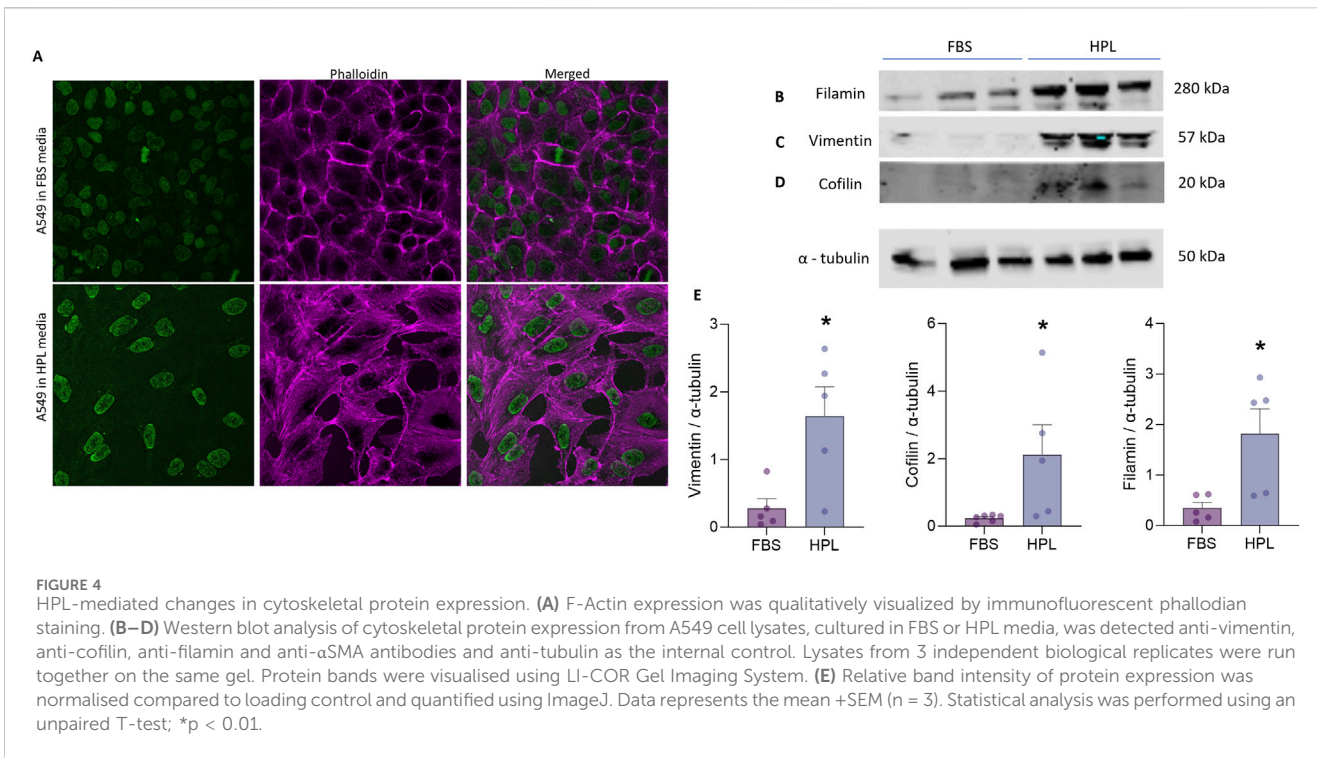 A
Phalloidin
Merged
A549 in FBS media
A549 in HPL media
FBS
HPL
B
Filamin
280 kDa
C
Vimentin
57 kDa
D
Cofilin
20 kDa
α - tubulin
50 kDa
E
Vimentin / α-tubulin
3
2
1
0
*
FBS
HPL
Cofilin / α-tubulin
6
4
2
0
*
FBS
HPL
Filamin / α-tubulin
4
3
2
1
0
*
FBS
HPL
FIGURE 4
HPL-mediated changes in cytoskeletal protein expression. (A) F-Actin expression was qualitatively visualized by immunofluorescent phallodian
staining. (B–D) Western blot analysis of cytoskeletal protein expression from A549 cell lysates, cultured in FBS or HPL media, was detected anti-vimentin,
anti-cofilin, anti-filamin and anti-αSMA antibodies and anti-tubulin as the internal control. Lysates from 3 independent biological replicates were run
together on the same gel. Protein bands were visualised using LI-COR Gel Imaging System. (E) Relative band intensity of protein expression was
normalised compared to loading control and quantified using ImageJ. Data represents the mean +SEM (n = 3). Statistical analysis was performed using an
unpaired T-test; *p < 0.01.